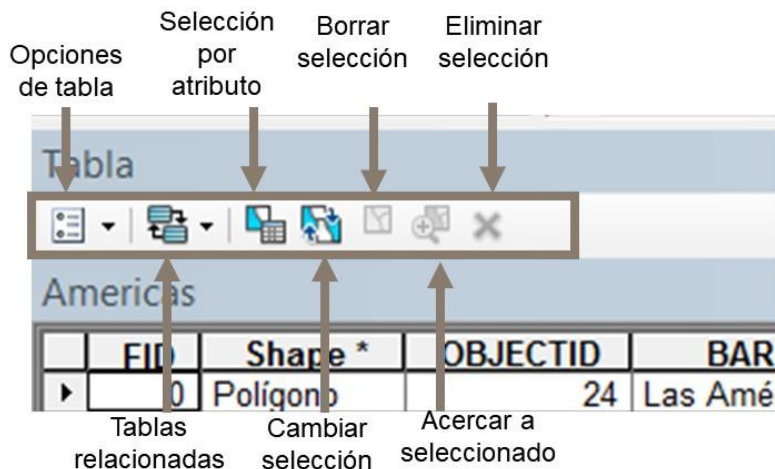 Opciones
de tabla
Selección
por
atributo
Borrar
selección
Eliminar
selección
Tabla
Americas
FID Shape * OBJECTID BAR
0 Polígono 24 Las Amé
Tablas
relacionadas
Cambiar
selección
Acercar a
seleccionado